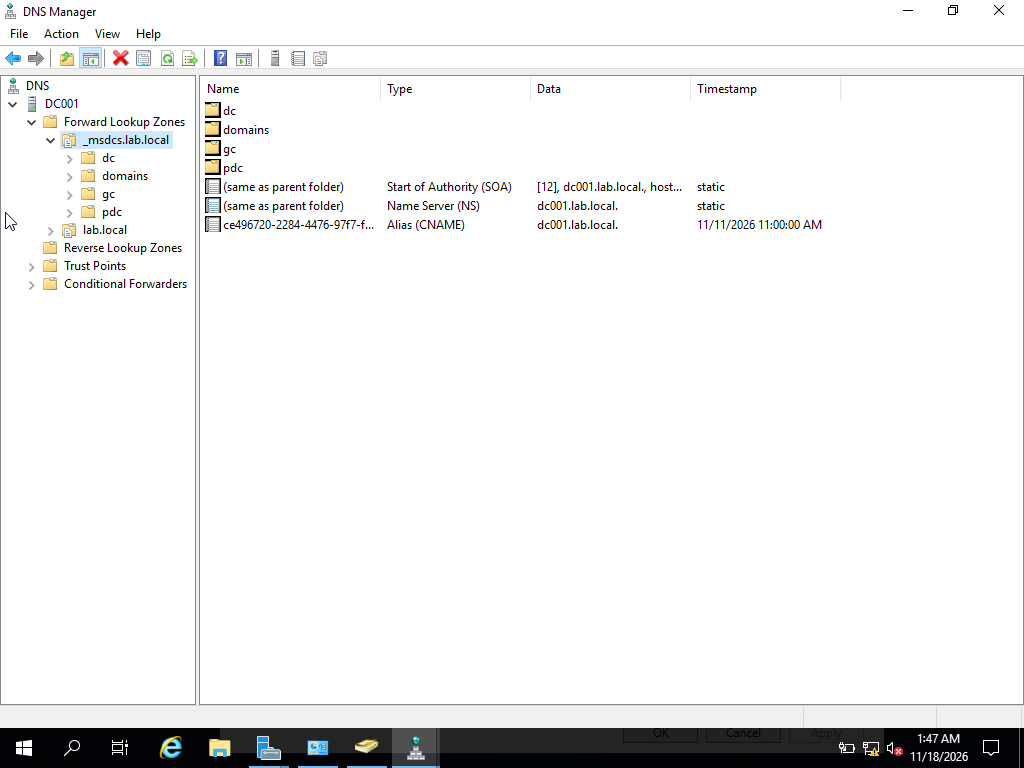 DNS Manager
File Action View Help
DNS
DC001
Forward Lookup Zones
_msdcs.lab.local
dc
domains
gc
pdc
lab.local
Reverse Lookup Zones
Trust Points
Conditional Forwarders
Name Type Data Timestamp
dc
domains
gc
pdc
(same as parent folder) Start of Authority (SOA) [12], dc001.lab.local., host... static
(same as parent folder) Name Server (NS) dc001.lab.local. static
ce496720-2284-4476-97f7-f... Alias (CNAME) dc001.lab.local. 11/11/2026 11:00:00 AM
OK Cancel Apply
1:47 AM
11/18/2026